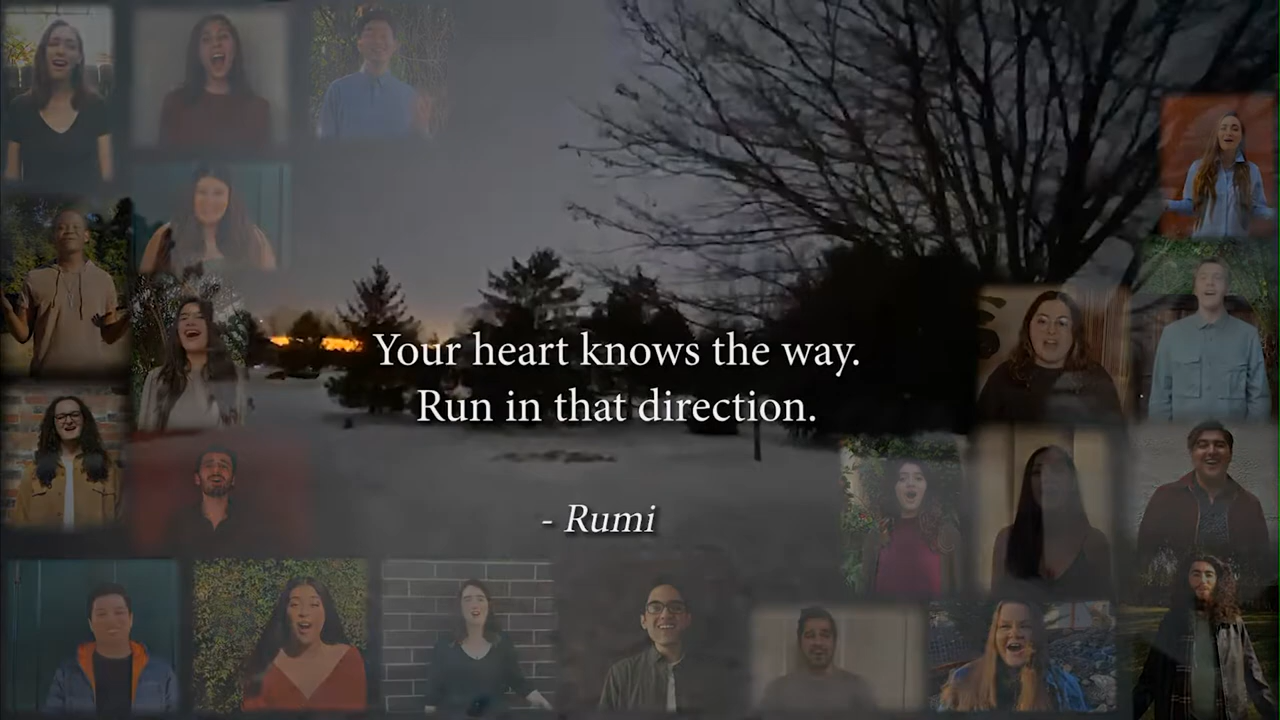 Your heart knows the way.
Run in that direction.
- Rumi